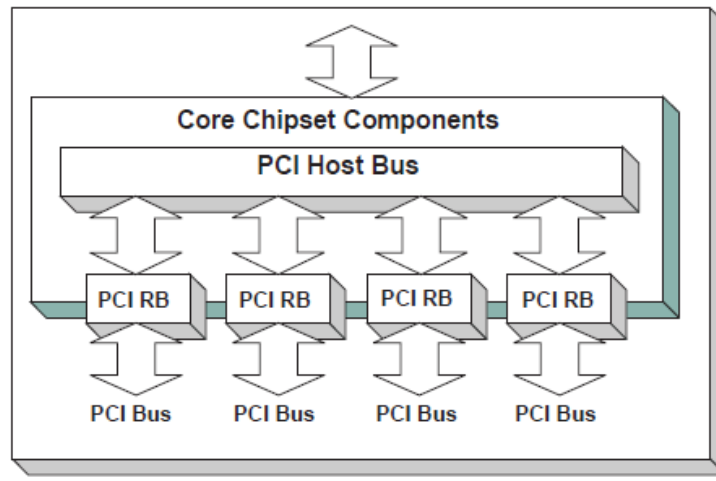 Core Chipset Components
PCI Host Bus
PCI RB PCI RB PCI RB PCI RB
PCI Bus PCI Bus PCI Bus PCI Bus